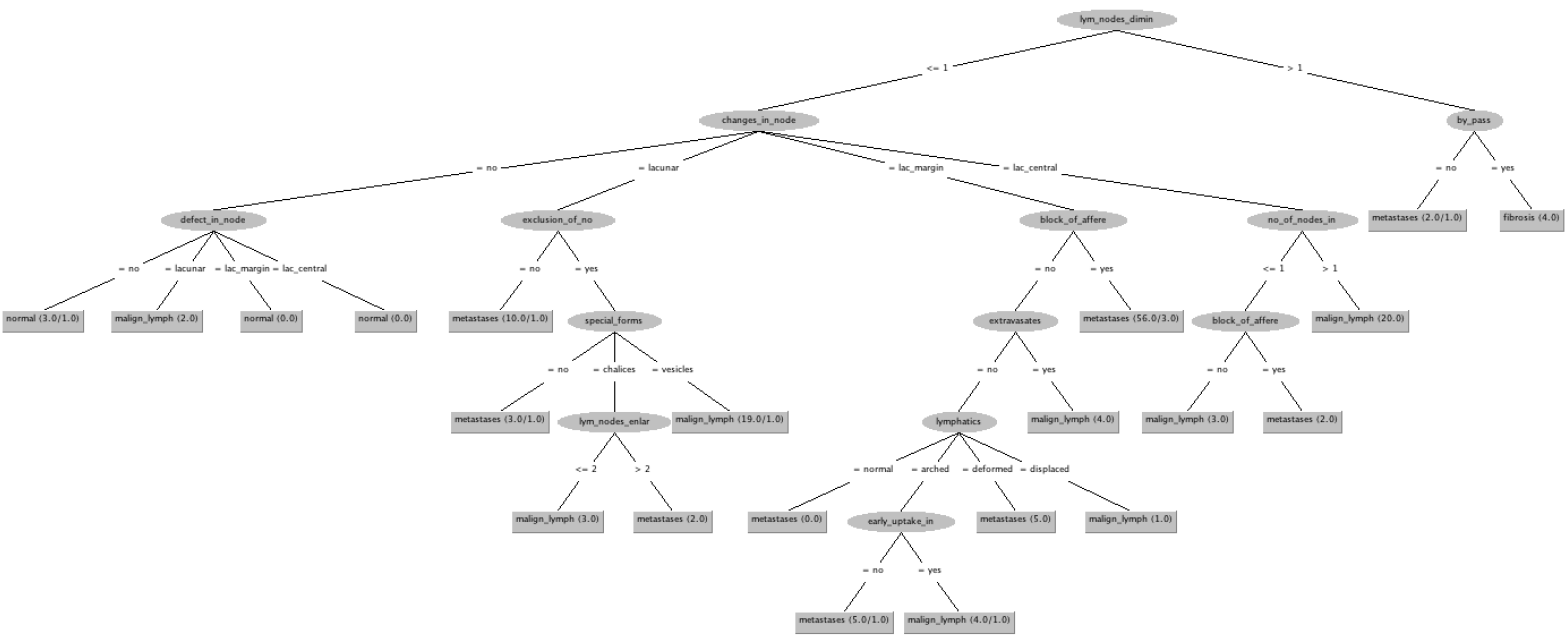 lym_nodes_dimin
<= 1 > 1
changes_in_node by_pass
= no = lacunar = lac_margin = lac_central = no = yes
defect_in_node exclusion_of_no block_of_affere no_of_nodes_in metastases (2.0/1.0) fibrosis (4.0)
= no = lacunar = lac_margin = lac_central = no = yes = no = yes <= 1 > 1
normal (3.0/1.0) malign_lymph (2.0) normal (0.0) normal (0.0) metastases (10.0/1.0) special_forms extravasates metastases (56.0/3.0) block_of_affere malign_lymph (20.0)
= no = chalices = vesicles = no = yes = no = yes
metastases (3.0/1.0) lym_nodes_enlar malign_lymph (19.0/1.0) lymphatics malign_lymph (4.0) malign_lymph (3.0) metastases (2.0)
<= 2 > 2 = normal = arched = deformed = displaced
malign_lymph (3.0) metastases (2.0) metastases (0.0) early_uptake_in metastases (5.0) malign_lymph (1.0)
= no = yes
metastases (5.0/1.0) malign_lymph (4.0/1.0)